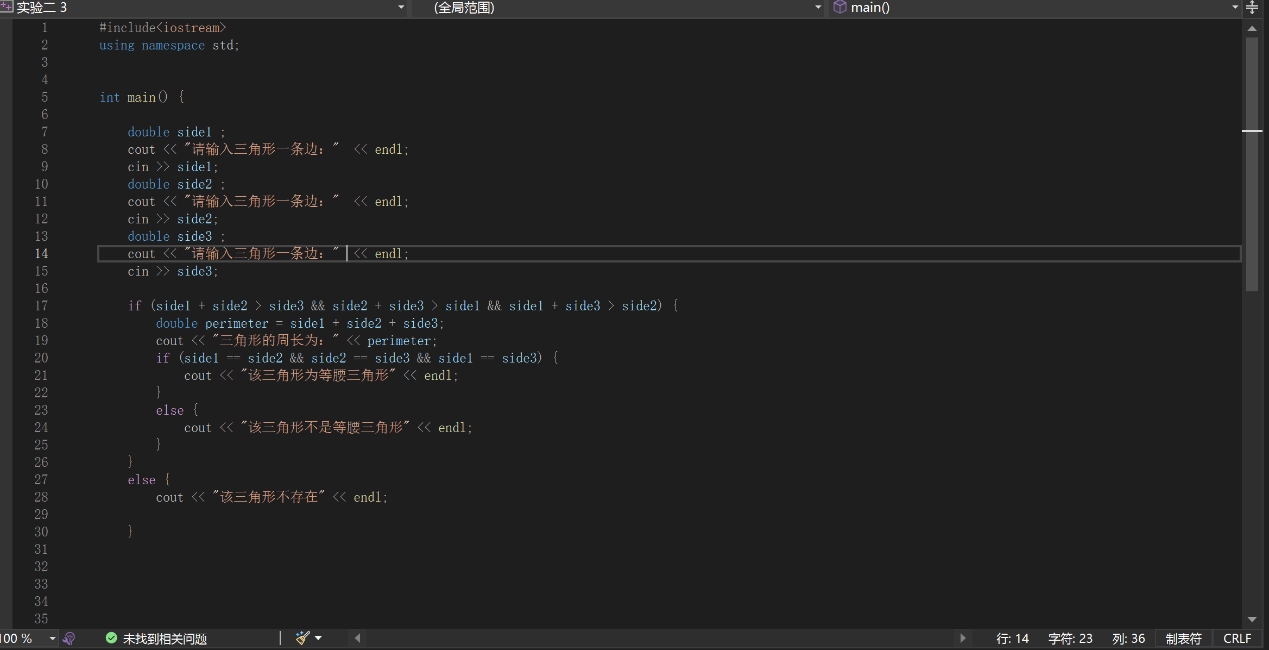 实验二 3 (全局范围) main()
1 #include<iostream>
2 using namespace std;
3
4
5 int main() {
6
7 double side1 ;
8 cout << "请输入三角形一条边：" << endl;
9 cin >> side1;
10 double side2 ;
11 cout << "请输入三角形一条边：" << endl;
12 cin >> side2;
13 double side3 ;
14 cout << "请输入三角形一条边：" << endl;
15 cin >> side3;
16
17 if (side1 + side2 > side3 && side2 + side3 > side1 && side1 + side3 > side2) {
18 double perimeter = side1 + side2 + side3;
19 cout << "三角形的周长为：" << perimeter;
20 if (side1 == side2 && side2 == side3 && side1 == side3) {
21 cout << "该三角形为等腰三角形" << endl;
22 }
23 else {
24 cout << "该三角形不是等腰三角形" << endl;
25 }
26 }
27 else {
28 cout << "该三角形不存在" << endl;
29
30 }
31
32
33
34
35
100 % 未找到相关问题 行: 14 字符: 23 列: 36 制表符 CRLF